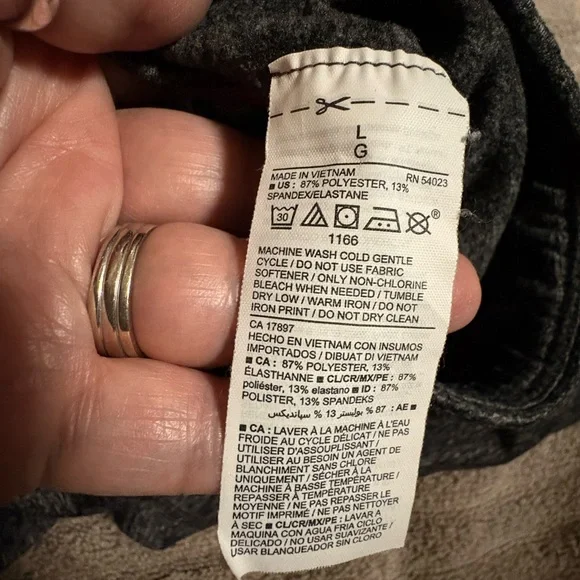 L
G
MADE IN VIETNAM RN 54023
■ US : 87% POLYESTER, 13%
SPANDEX/ELASTANE
30
1166
MACHINE WASH COLD GENTLE
CYCLE / DO NOT USE FABRIC
SOFTENER / ONLY NON-CHLORINE
BLEACH WHEN NEEDED / TUMBLE
DRY LOW / WARM IRON / DO NOT
IRON PRINT / DO NOT DRY CLEAN
CA 17897
HECHO EN VIETNAM CON INSUMOS
IMPORTADOS / DIBUAT DI VIETNAM
■ CA : 87% POLYESTER, 13%
ÉLASTHANNE ■ CL/CR/MX/PE : 87%
poliéster, 13% elastano ■ ID : 87%
POLISTER, 13% SPANDEKS
■ AE : 87 % بوليستر 13 % سپاندیکس
■ CA : LAVER À LA MACHINE À L'EAU
FROIDE AU CYCLE DÉLICAT / NE PAS
UTILISER D'ASSOUPLISSANT /
UTILISER AU BESOIN UN AGENT DE
BLANCHIMENT SANS CHLORE
UNIQUEMENT / SÉCHER À LA
MACHINE À BASSE TEMPÉRATURE /
REPASSER À TEMPÉRATURE
MOYENNE / NE PAS REPASSER LE
MOTIF IMPRIMÉ / NE PAS NETTOYER
À SEC ■ CL/CR/MX/PE : LAVAR A
MAQUINA CON AGUA FRIA CICLO
DELICADO / NO USAR SUAVIZANTE /
USAR BLANQUEADOR SIN CLORO